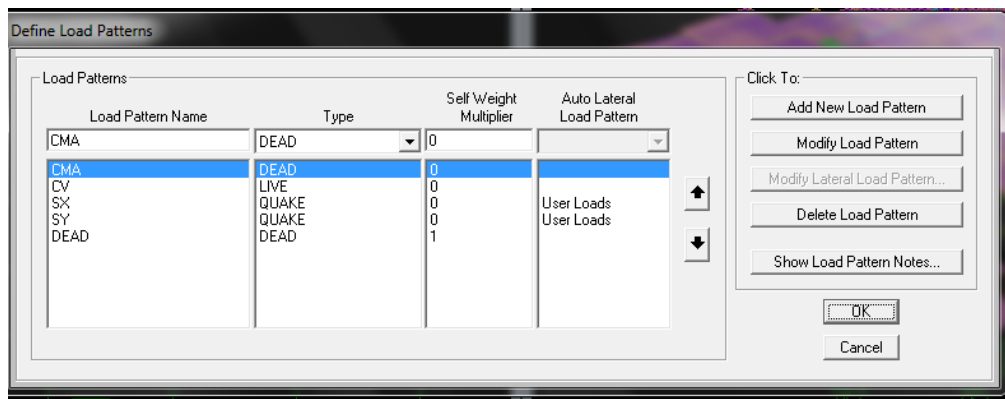 Define Load Patterns
Load Patterns
Click To:
Load Pattern Name Type Self Weight Multiplier Auto Lateral Load Pattern
CMA DEAD 0
CMA DEAD 0
CV LIVE 0
SX QUAKE 0 User Loads
SY QUAKE 0 User Loads
DEAD DEAD 1
Add New Load Pattern
Modify Load Pattern
Modify Lateral Load Pattern...
Delete Load Pattern
Show Load Pattern Notes...
OK
Cancel